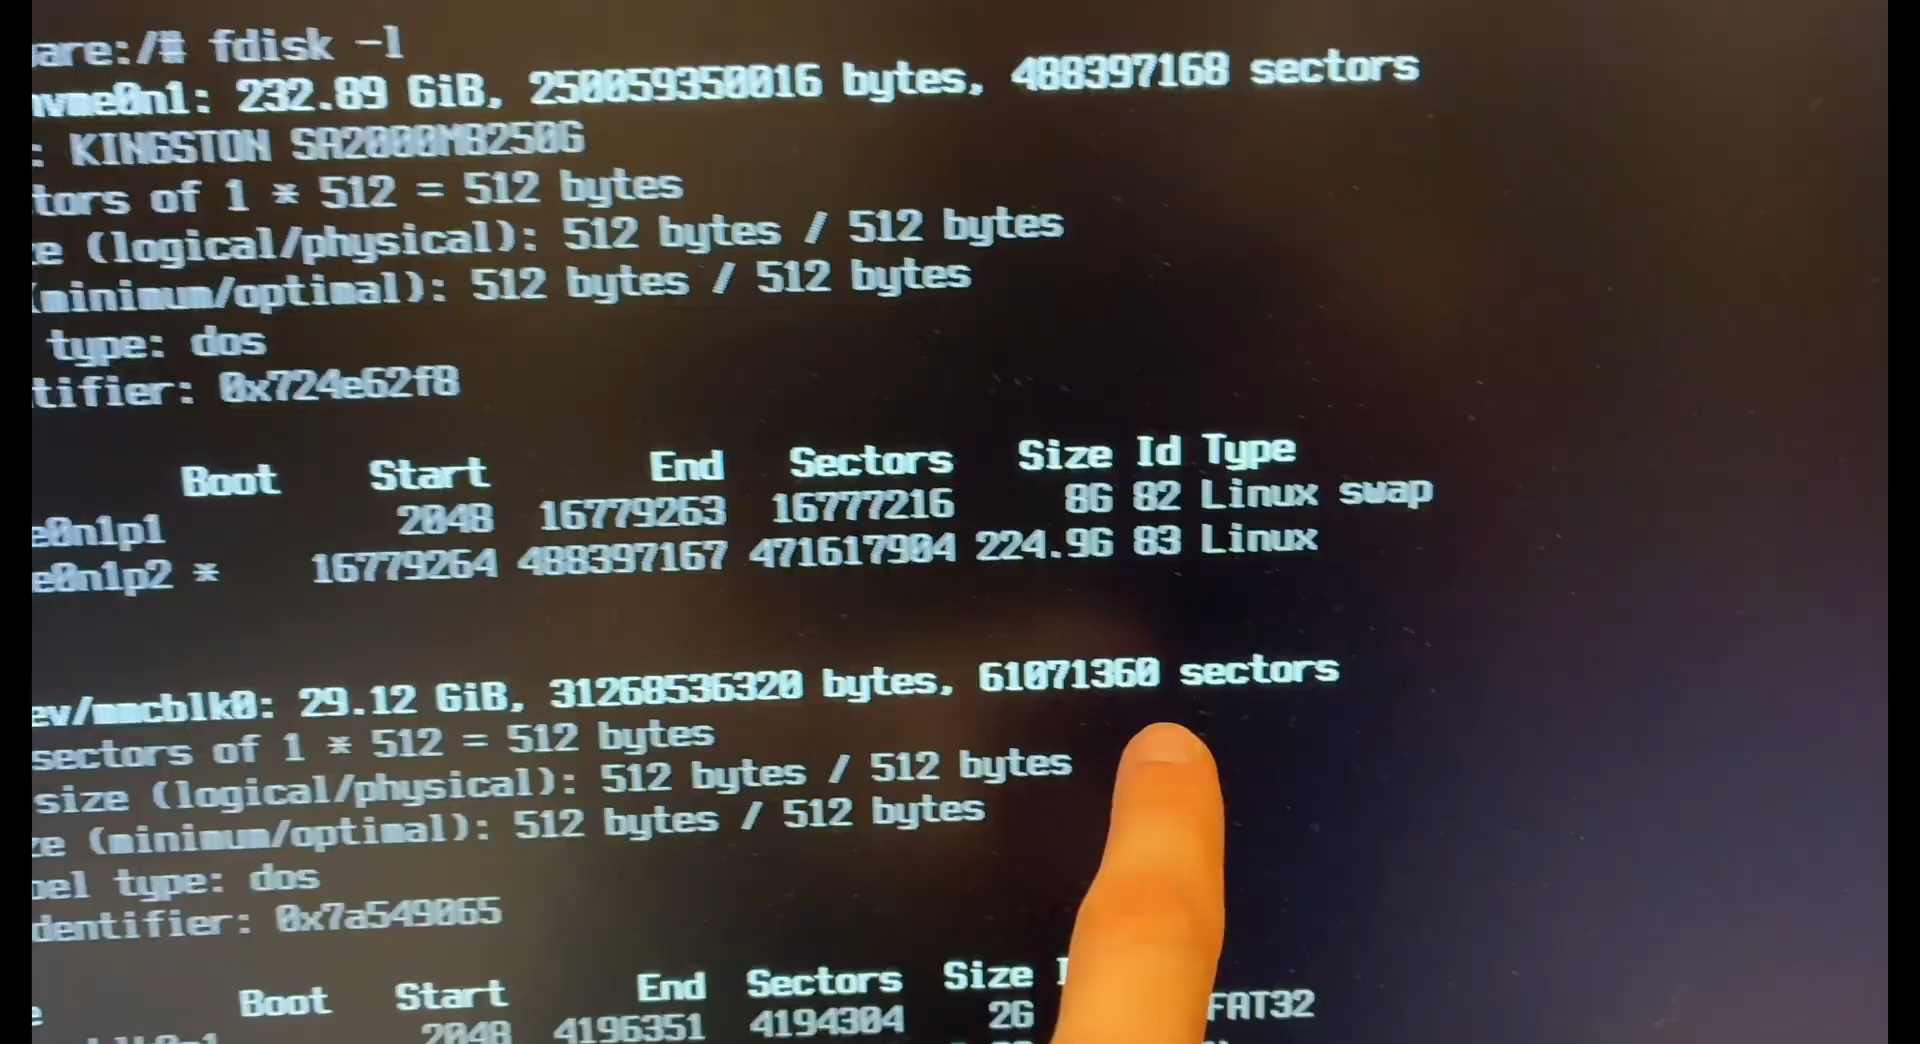 are:/# fdisk -l
nvme0n1: 232.89 GiB, 250059350016 bytes, 488397168 sectors
: KINGSTON SA2000M8250G
tors of 1 * 512 = 512 bytes
ze (logical/physical): 512 bytes / 512 bytes
(minimum/optimal): 512 bytes / 512 bytes
type: dos
tifier: 0x724e62f8
Boot Start End Sectors Size Id Type
e0n1p1 2048 16779263 16777216 8G 82 Linux swap
e0n1p2 * 16779264 488397167 471617904 224.9G 83 Linux
ev/mmcblk0: 29.12 GiB, 31268536320 bytes, 61071360 sectors
sectors of 1 * 512 = 512 bytes
size (logical/physical): 512 bytes / 512 bytes
ze (minimum/optimal): 512 bytes / 512 bytes
bel type: dos
dentifier: 0x7a549065
e Boot Start End Sectors Size
2048 4196351 4194304 2G FAT32